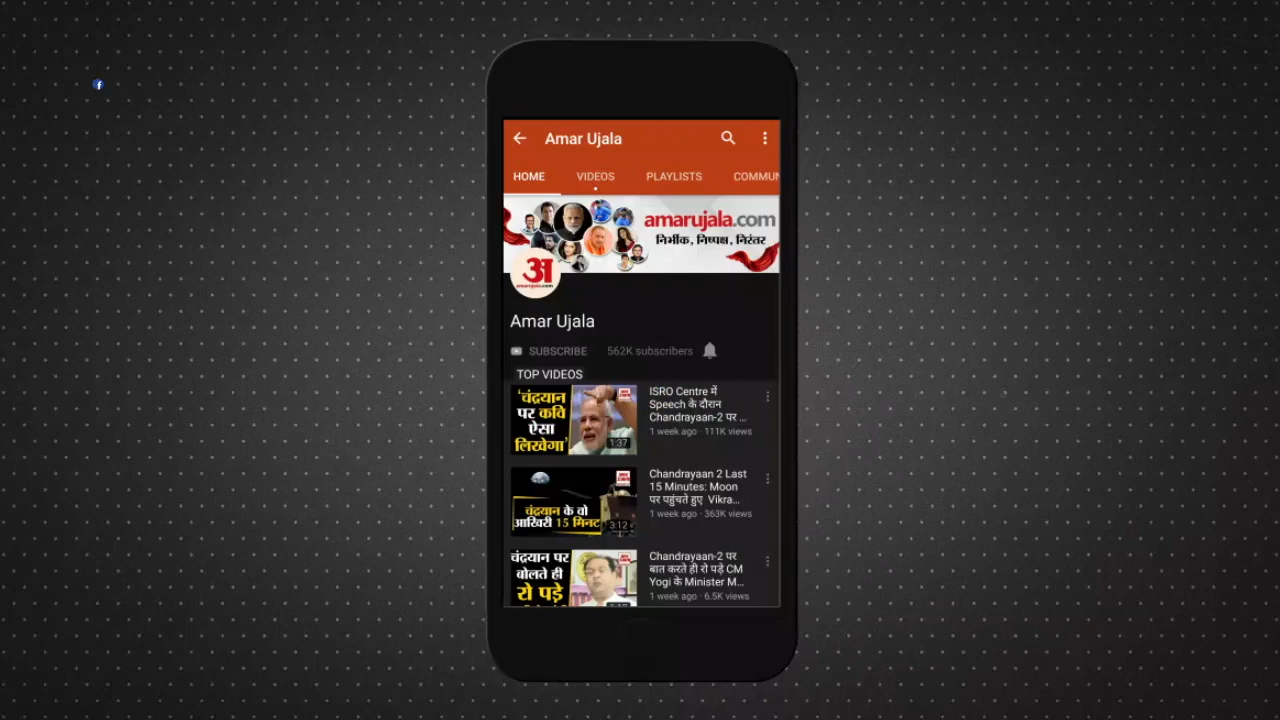 Amar Ujala
HOME VIDEOS PLAYLISTS COMMUN
amarujala.com
निर्भीक, निष्पक्ष, निरंतर
अ
amarujala.com
Amar Ujala
SUBSCRIBE 562K subscribers
TOP VIDEOS
'चंद्रयान
पर कवि
ऐसा
लिखेगा'
1:37
ISRO Centre में
Speech के दौरान
Chandrayaan-2 पर ...
1 week ago · 111K views
चंद्रयान के वो
आखिरी 15 मिनट
3:12
Chandrayaan 2 Last
15 Minutes: Moon
पर पहुंचते हुए Vikra...
1 week ago · 363K views
चंद्रयान पर
बोलते ही
रो पड़े
Chandrayaan-2 पर
बात करते ही रो पड़े CM
Yogi के Minister M...
1 week ago · 6.5K views